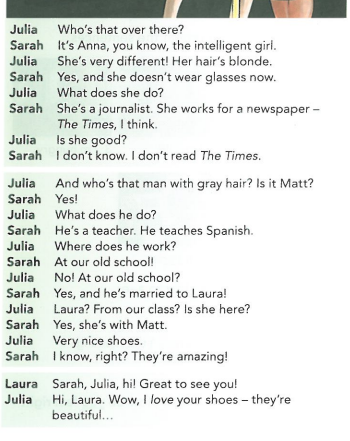 Julia Who's that over there?
Sarah It's Anna, you know, the intelligent girl.
Julia She's very different! Her hair's blonde.
Sarah Yes, and she doesn't wear glasses now.
Julia What does she do?
Sarah She's a journalist. She works for a newspaper –
The Times, I think.
Julia Is she good?
Sarah I don't know. I don't read The Times.
Julia And who's that man with gray hair? Is it Matt?
Sarah Yes!
Julia What does he do?
Sarah He's a teacher. He teaches Spanish.
Julia Where does he work?
Sarah At our old school!
Julia No! At our old school?
Sarah Yes, and he's married to Laura!
Julia Laura? From our class? Is she here?
Sarah Yes, she's with Matt.
Julia Very nice shoes.
Sarah I know, right? They're amazing!
Laura Sarah, Julia, hi! Great to see you!
Julia Hi, Laura. Wow, I love your shoes – they're
beautiful...